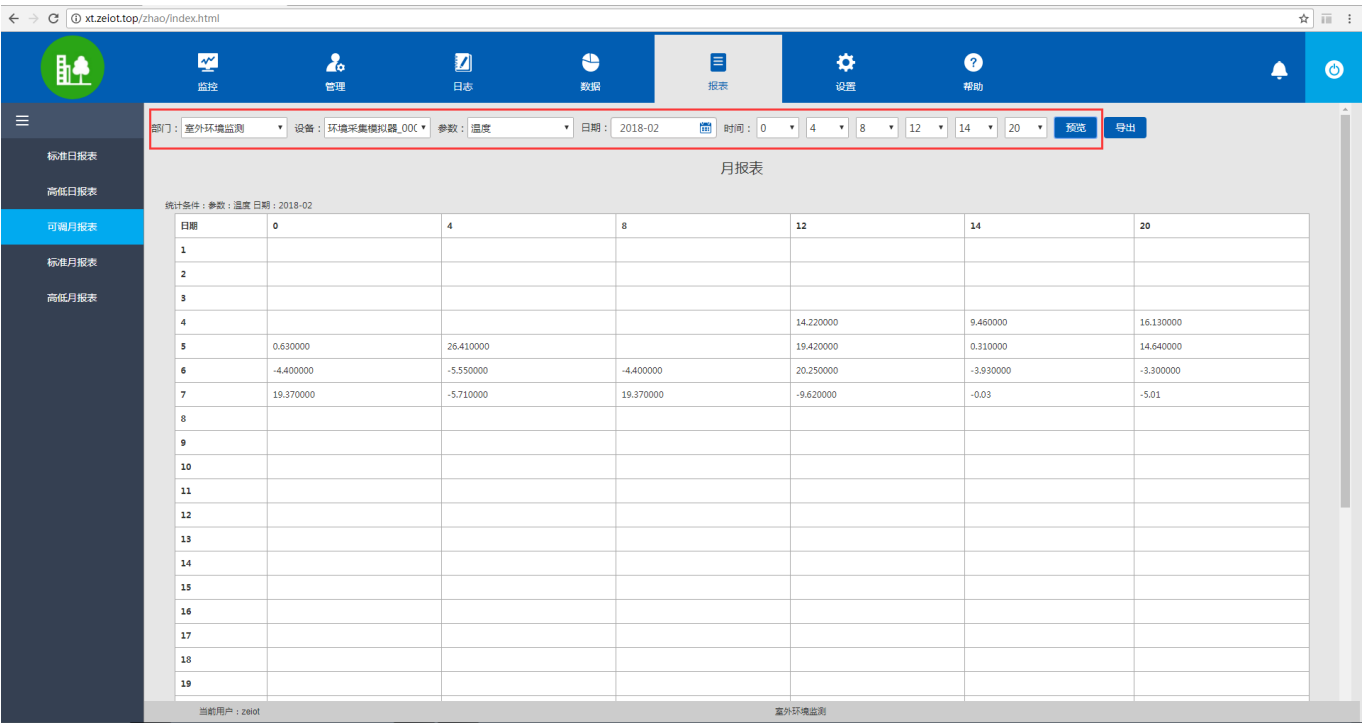 xt.zeiot.top/zhao/index.html
监控 管理 日志 数据 报表 设置 帮助
部门：室外环境监测 设备：环境采集模拟器_000 参数：温度 日期：2018-02 时间：0 4 8 12 14 20 预览 导出
标准日报表
高低日报表
可调月报表
标准月报表
高低月报表
月报表
统计条件：参数：温度 日期：2018-02
日期 0 4 8 12 14 20
1
2
3
4 14.220000 9.460000 16.130000
5 0.630000 26.410000 19.420000 0.310000 14.640000
6 -4.400000 -5.550000 -4.400000 20.250000 -3.930000 -3.300000
7 19.370000 -5.710000 19.370000 -9.620000 -0.03 -5.01
8
9
10
11
12
13
14
15
16
17
18
19
当前用户：zeiot 室外环境监测